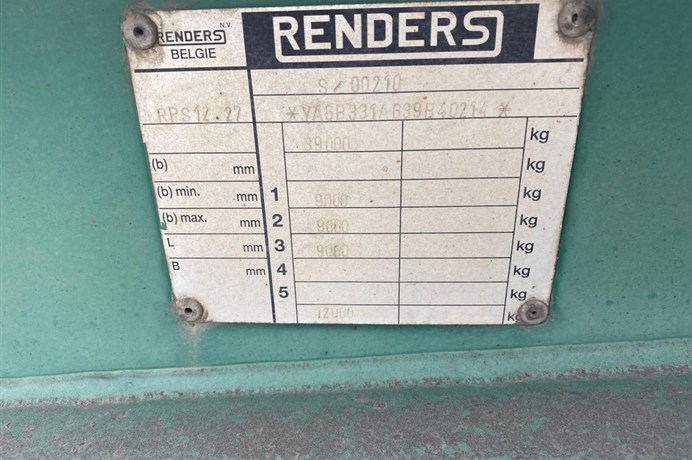 RENDERS N.V.
BELGIE
RENDERS
S/00210
RPS12.27
39000 kg
(b) mm kg
(b) min. mm 1 9000 kg
(b) max. mm 2 9000 kg
L mm 3 9000 kg
B mm 4 kg
5 kg
12000 kg